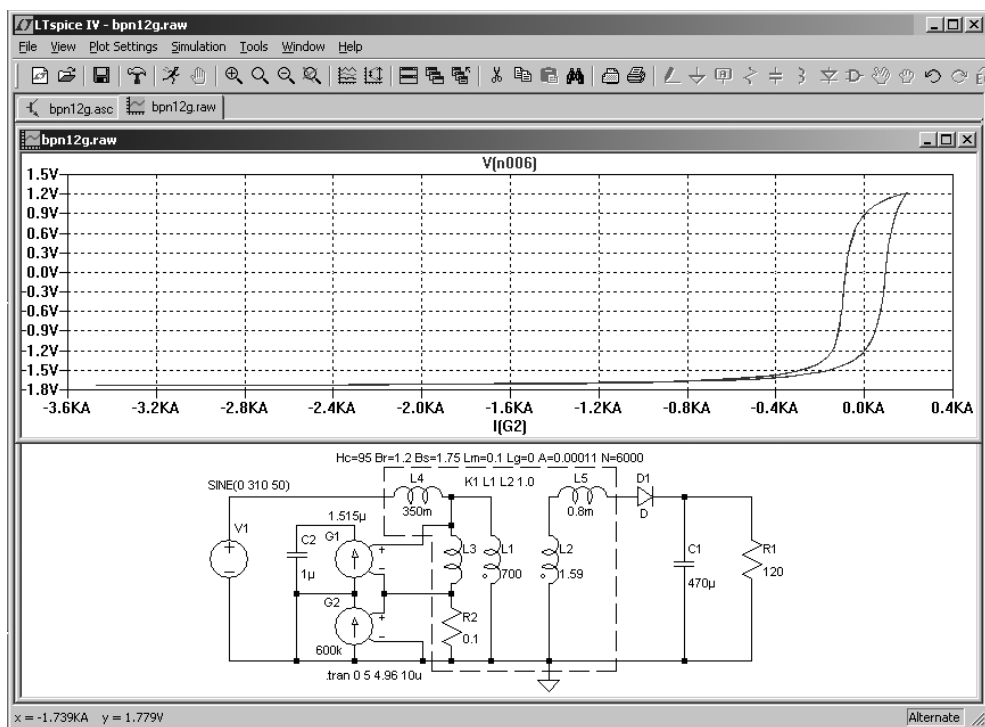 LTspice IV - bpn12g.raw
File View Plot Settings Simulation Tools Window Help
bpn12g.asc bpn12g.raw
bpn12g.raw
V(n006)
1.5V
1.2V
0.9V
0.6V
0.3V
0.0V
-0.3V
-0.6V
-0.9V
-1.2V
-1.5V
-1.8V
-3.6KA -3.2KA -2.8KA -2.4KA -2.0KA -1.6KA -1.2KA -0.8KA -0.4KA 0.0KA 0.4KA
I(G2)
Hc=95 Br=1.2 Bs=1.75 Lm=0.1 Lg=0 A=0.00011 N=6000
SINE(0 310 50) L4 K1 L1 L2 1.0 L5 D1
350m 0.8m D
1.515µ
V1 C2 G1 L3 L1 L2 C1 R1
1µ 700 1.59 470µ 120
G2 R2
600k 0.1
.tran 0 5 4.96 10u
x = -1.739KA y = 1.779V Alternate